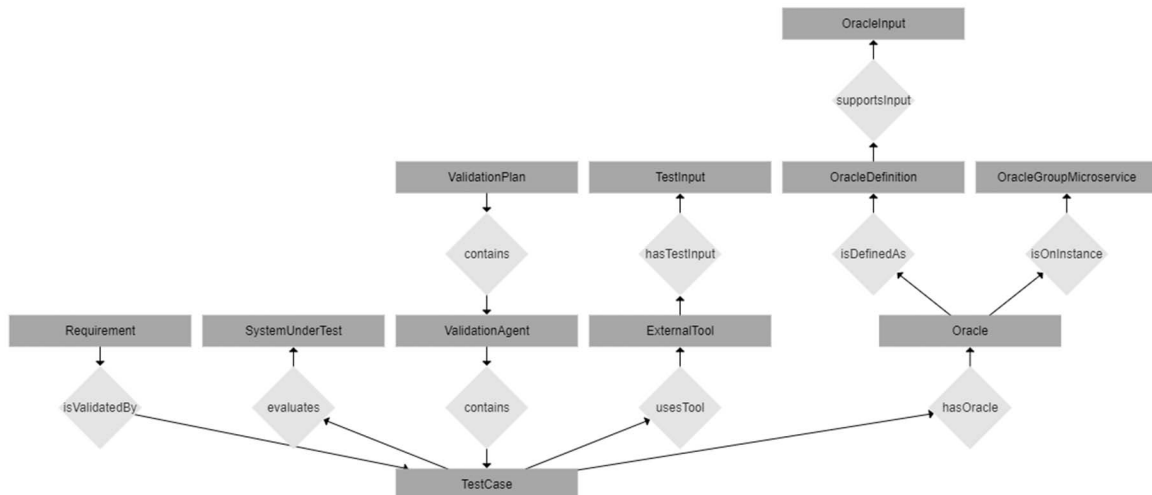 OracleInput
supportsInput
ValidationPlan
TestInput
OracleDefinition
OracleGroupMicroservice
contains
hasTestInput
isDefinedAs
isOnInstance
Requirement
SystemUnderTest
ValidationAgent
ExternalTool
Oracle
isValidatedBy
evaluates
contains
usesTool
hasOracle
TestCase